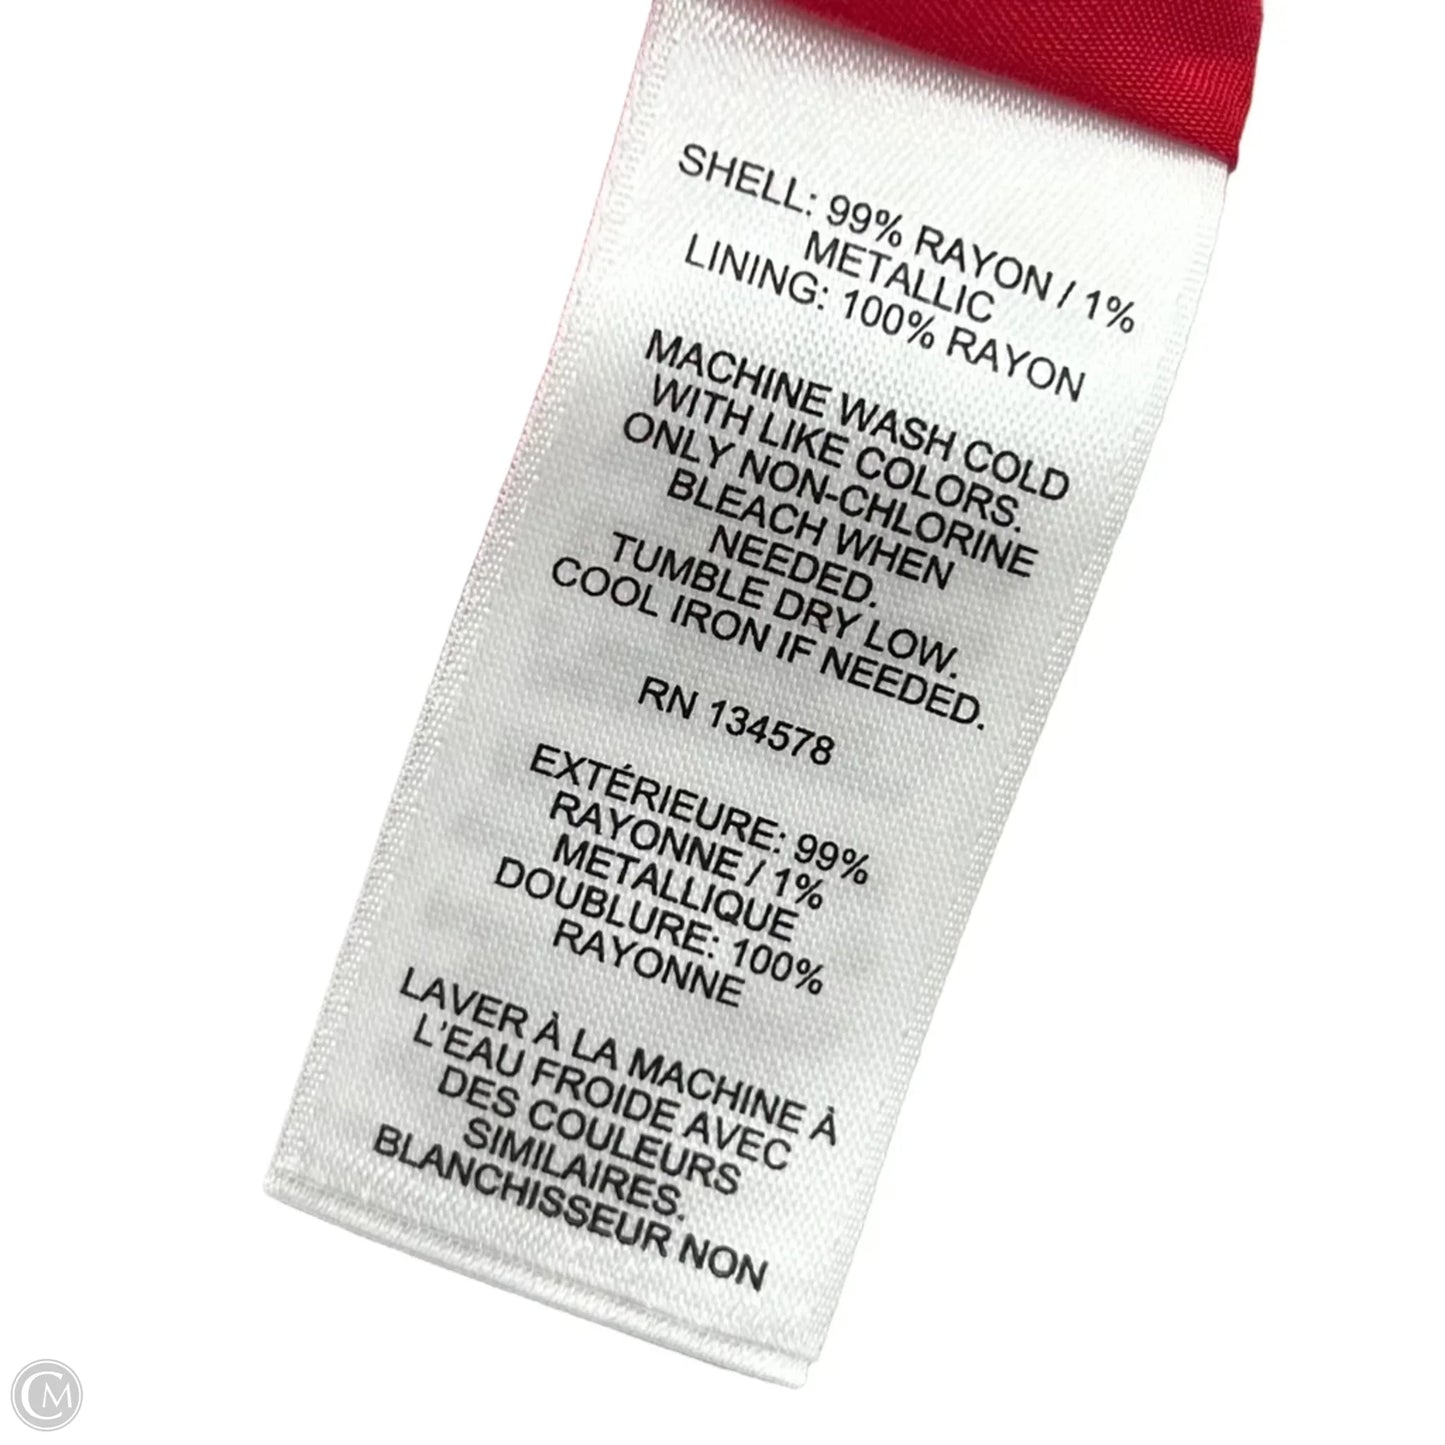 SHELL: 99% RAYON / 1%
METALLIC
LINING: 100% RAYON
MACHINE WASH COLD
WITH LIKE COLORS.
ONLY NON-CHLORINE
BLEACH WHEN
NEEDED.
TUMBLE DRY LOW.
COOL IRON IF NEEDED.
RN 134578
EXTÉRIEURE: 99%
RAYONNE / 1%
METALLIQUE
DOUBLURE: 100%
RAYONNE
LAVER À LA MACHINE À
L'EAU FROIDE AVEC
DES COULEURS
SIMILAIRES.
BLANCHISSEUR NON
CM